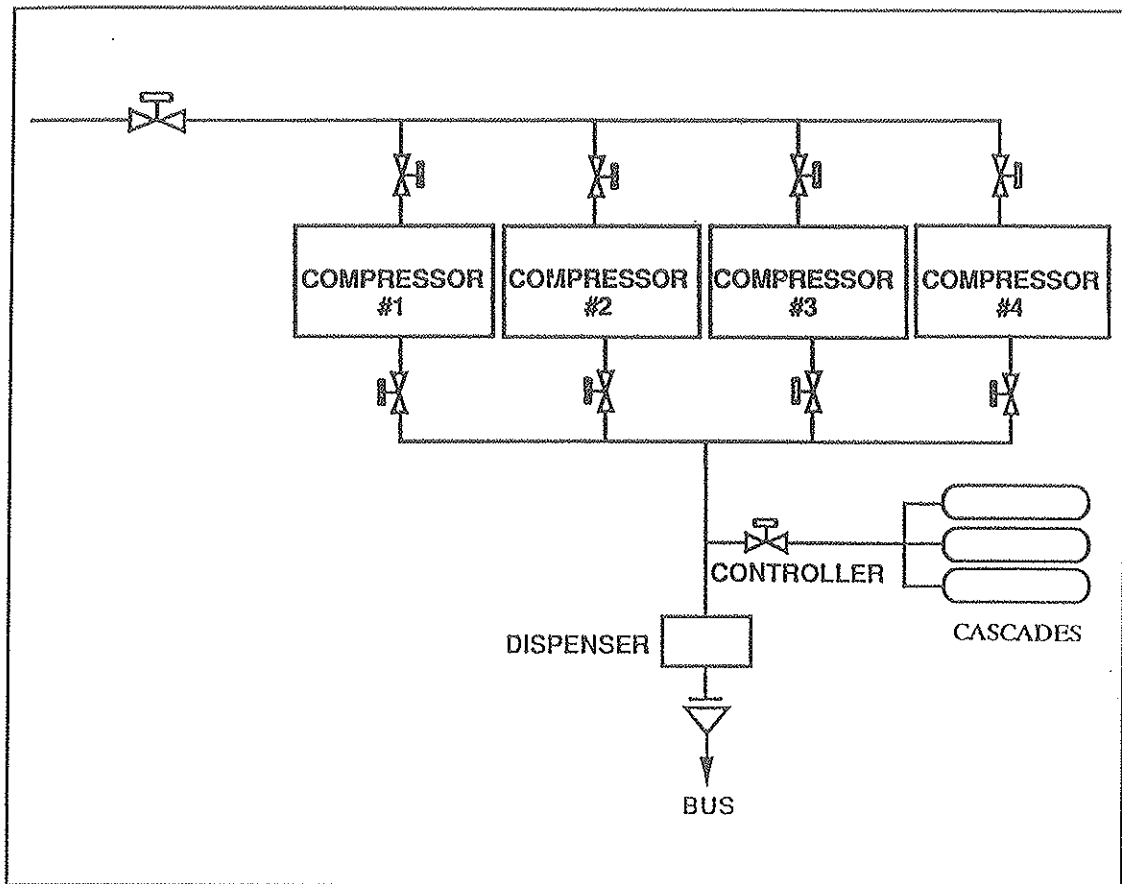 COMPRESSOR
#1
COMPRESSOR
#2
COMPRESSOR
#3
COMPRESSOR
#4
CONTROLLER
CASCADES
DISPENSER
BUS